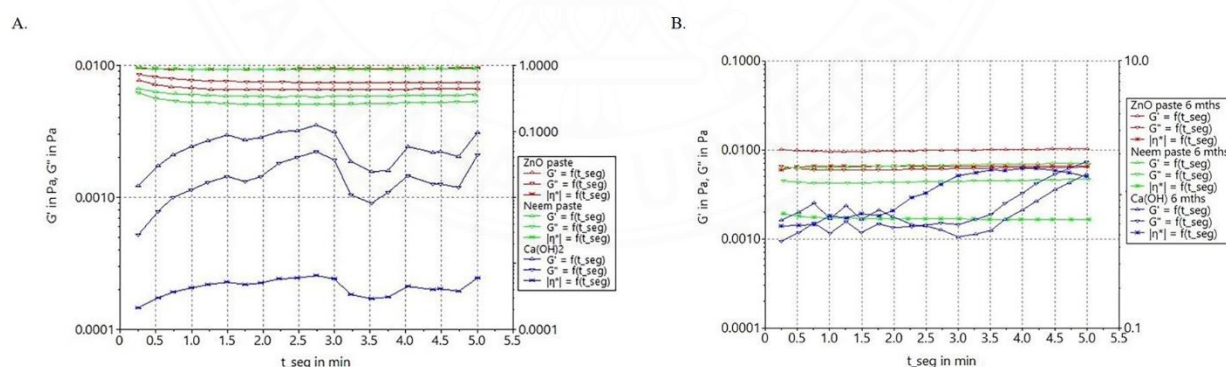 A.
B.
0.0100
0.0010
0.0001
G' in Pa, G'' in Pa
1.0000
0.1000
0.0001
0 0.5 1.0 1.5 2.0 2.5 3.0 3.5 4.0 4.5 5.0 5.5
t_seg in min
ZnO paste
G' = f(t_seg)
G" = f(t_seg)
|η*| = f(t_seg)
Neem paste
G' = f(t_seg)
G" = f(t_seg)
|η*| = f(t_seg)
Ca(OH)2
G' = f(t_seg)
G" = f(t_seg)
|η*| = f(t_seg)
0.1000
0.0100
0.0010
0.0001
G' in Pa, G'' in Pa
10.0
0.1
0 0.5 1.0 1.5 2.0 2.5 3.0 3.5 4.0 4.5 5.0 5.5
t_seg in min
ZnO paste 6 mths
G' = f(t_seg)
G" = f(t_seg)
|η*| = f(t_seg)
Neem paste 6 mths
G' = f(t_seg)
G" = f(t_seg)
|η*| = f(t_seg)
Ca(OH) 6 mths
G' = f(t_seg)
G" = f(t_seg)
|η*| = f(t_seg)